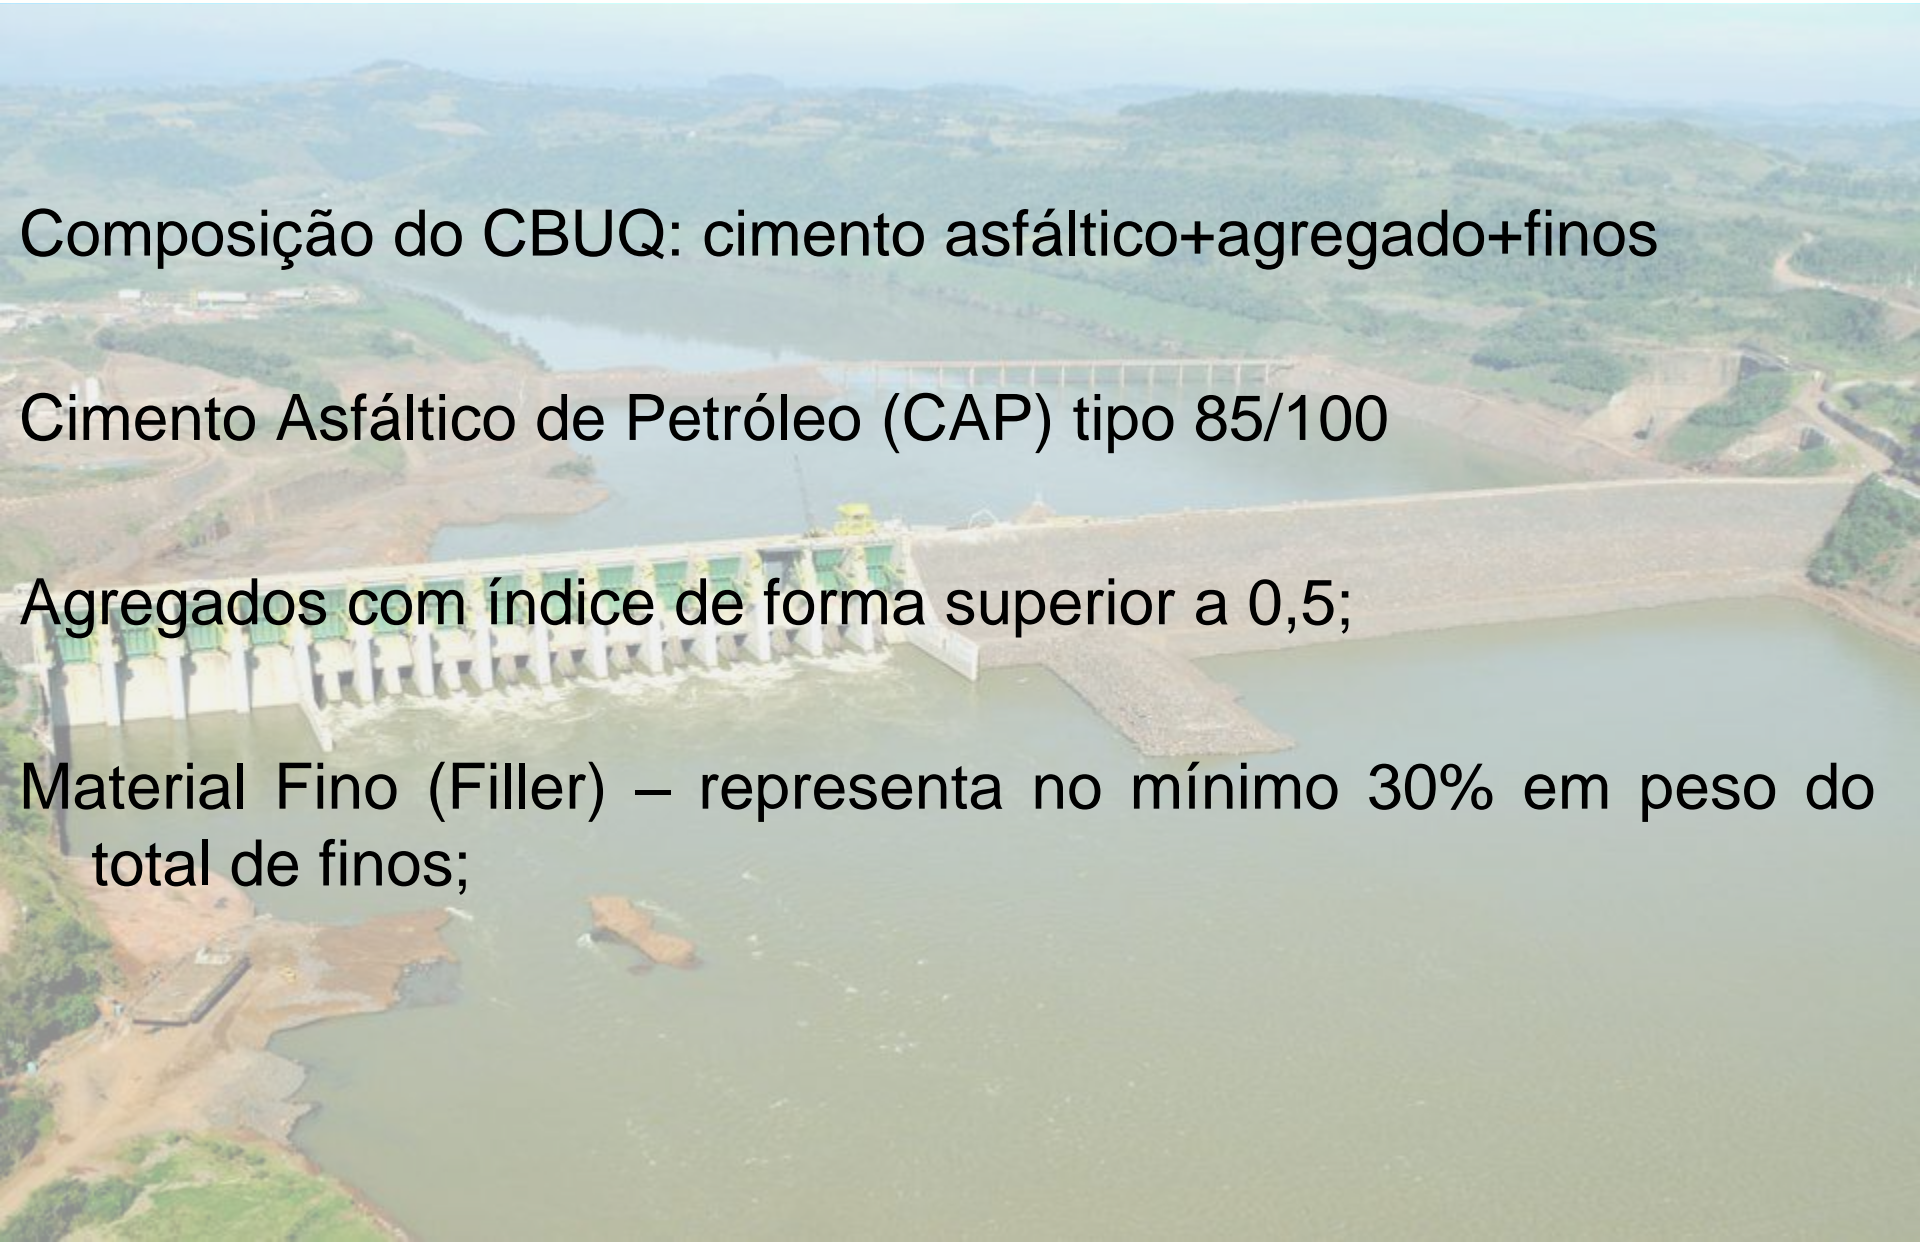 Composição do CBUQ: cimento asfáltico+agregado+finos
Cimento Asfáltico de Petróleo (CAP) tipo 85/100
Agregados com índice de forma superior a 0,5;
Material Fino (Filler) – representa no mínimo 30% em peso do
total de finos;